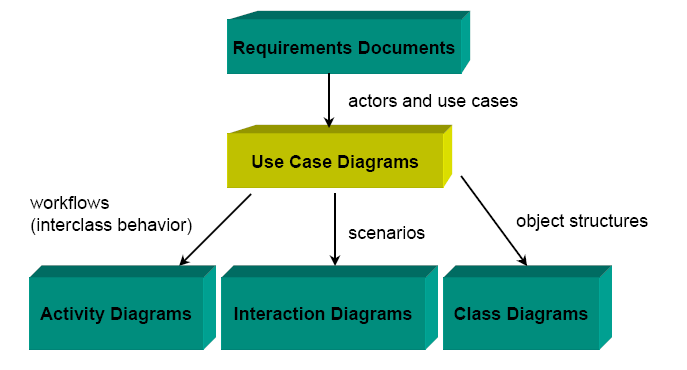 Requirements Documents
actors and use cases
Use Case Diagrams
workflows
(interclass behavior)
scenarios
object structures
Activity Diagrams
Interaction Diagrams
Class Diagrams